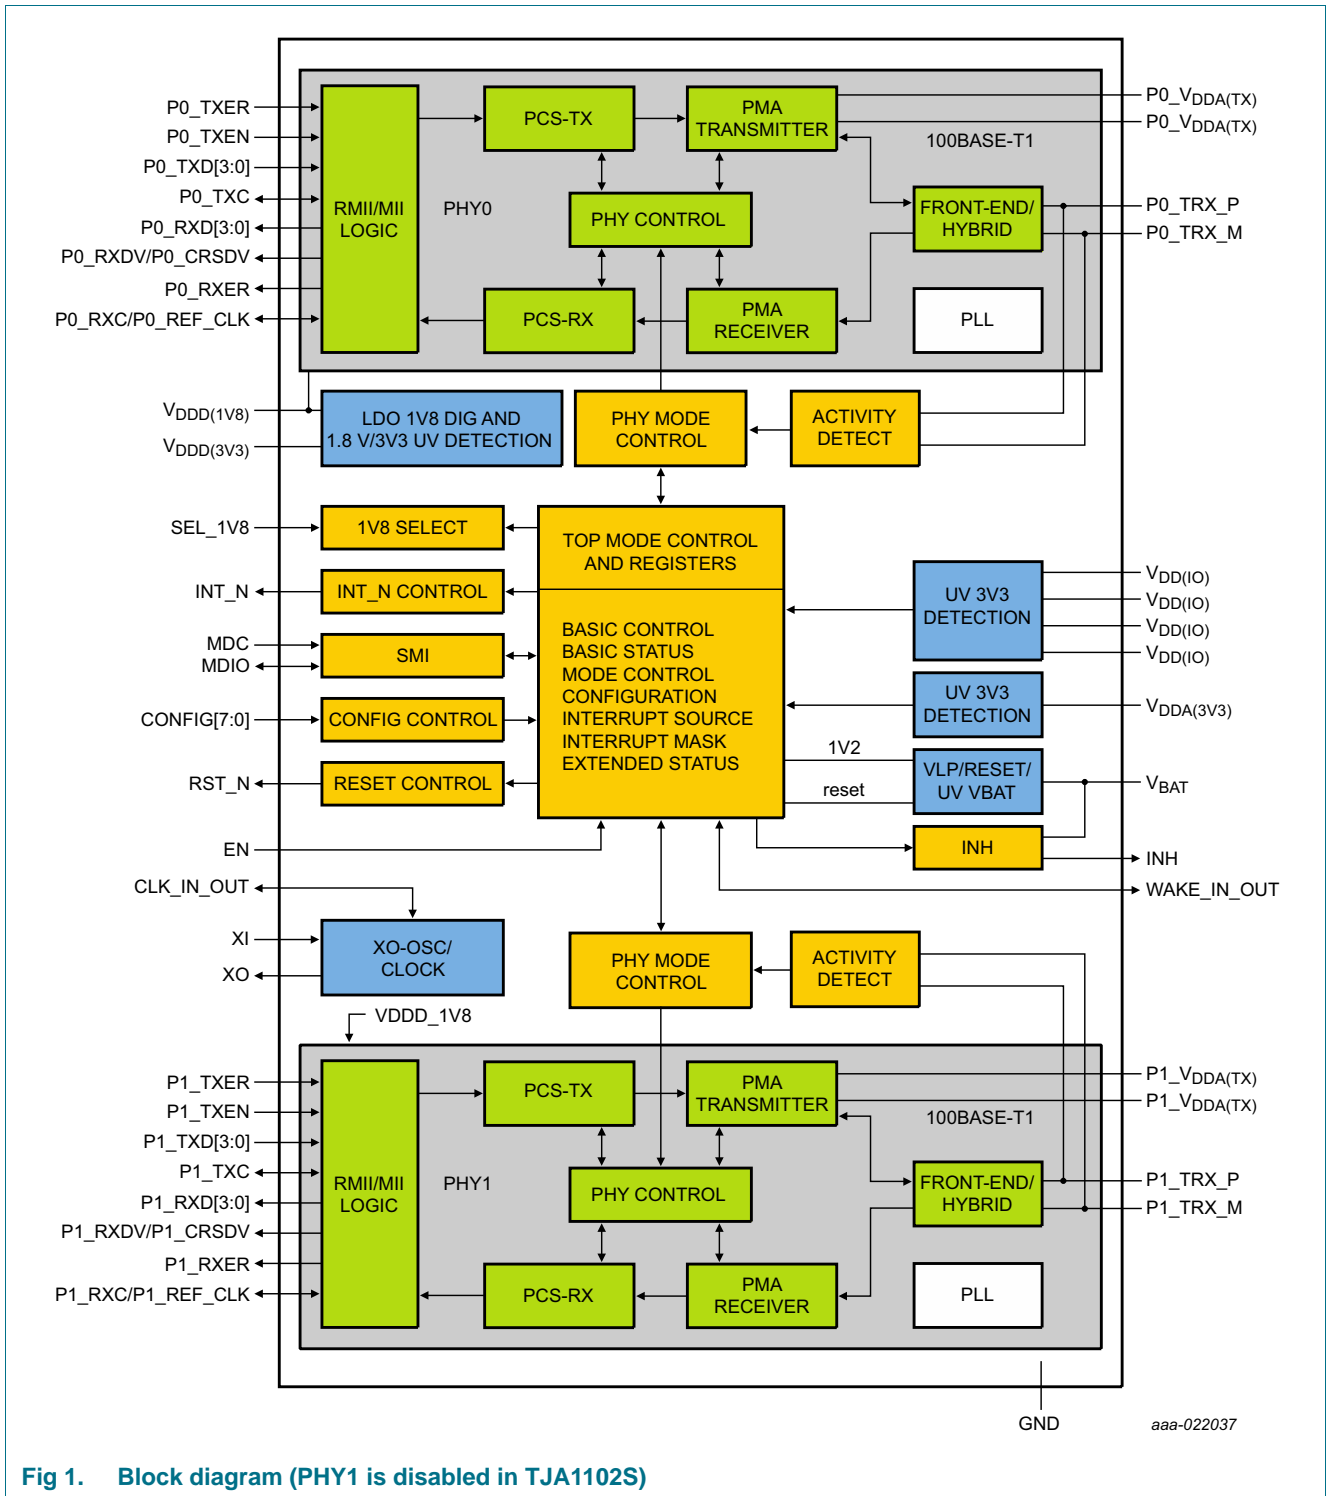 P0_TXER
P0_TXEN
P0_TXD[3:0]
P0_TXC
P0_RXD[3:0]
P0_RXDV/P0_CRSDV
P0_RXER
P0_RXC/P0_REF_CLK
RMII/MII
LOGIC
PHY0
PCS-TX
PMA
TRANSMITTER
PHY CONTROL
PCS-RX
PMA
RECEIVER
100BASE-T1
FRONT-END/
HYBRID
PLL
P0_VDDA(TX)
P0_VDDA(TX)
P0_TRX_P
P0_TRX_M
VDDD(1V8)
VDDD(3V3)
LDO 1V8 DIG AND
1.8 V/3V3 UV DETECTION
PHY MODE
CONTROL
ACTIVITY
DETECT
SEL_1V8
INT_N
MDC
MDIO
CONFIG[7:0]
RST_N
EN
CLK_IN_OUT
XI
XO
1V8 SELECT
INT_N CONTROL
SMI
CONFIG CONTROL
RESET CONTROL
TOP MODE CONTROL
AND REGISTERS
BASIC CONTROL
BASIC STATUS
MODE CONTROL
CONFIGURATION
INTERRUPT SOURCE
INTERRUPT MASK
EXTENDED STATUS
1V2
reset
UV 3V3
DETECTION
UV 3V3
DETECTION
VLP/RESET/
UV VBAT
INH
VDD(IO)
VDD(IO)
VDD(IO)
VDD(IO)
VDDA(3V3)
VBAT
INH
WAKE_IN_OUT
XO-OSC/
CLOCK
VDDD_1V8
PHY MODE
CONTROL
ACTIVITY
DETECT
P1_TXER
P1_TXEN
P1_TXD[3:0]
P1_TXC
P1_RXD[3:0]
P1_RXDV/P1_CRSDV
P1_RXER
P1_RXC/P1_REF_CLK
RMII/MII
LOGIC
PHY1
PCS-TX
PMA
TRANSMITTER
PHY CONTROL
PCS-RX
PMA
RECEIVER
100BASE-T1
FRONT-END/
HYBRID
PLL
P1_VDDA(TX)
P1_VDDA(TX)
P1_TRX_P
P1_TRX_M
GND
aaa-022037
Fig 1. Block diagram (PHY1 is disabled in TJA1102S)